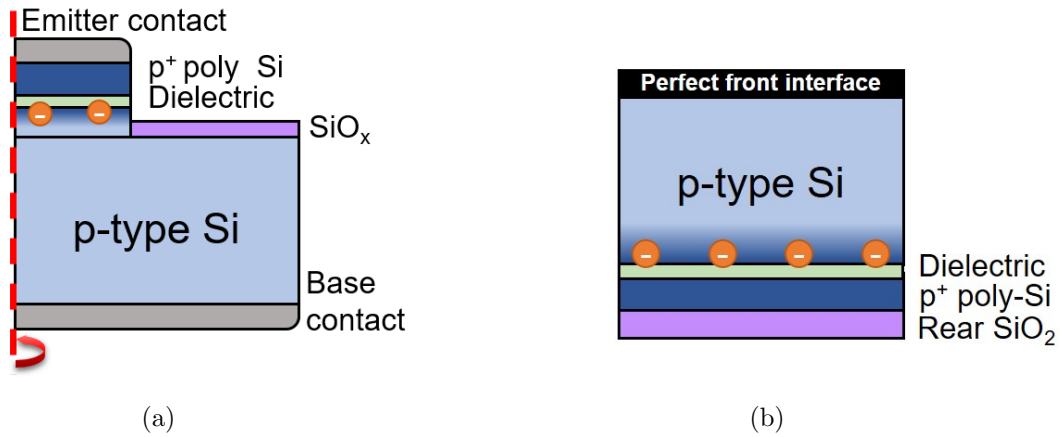 Emitter contact
p⁺ poly Si
Dielectric
SiOₓ
p-type Si
Base
contact
(a)
Perfect front interface
p-type Si
Dielectric
p⁺ poly-Si
Rear SiO₂
(b)